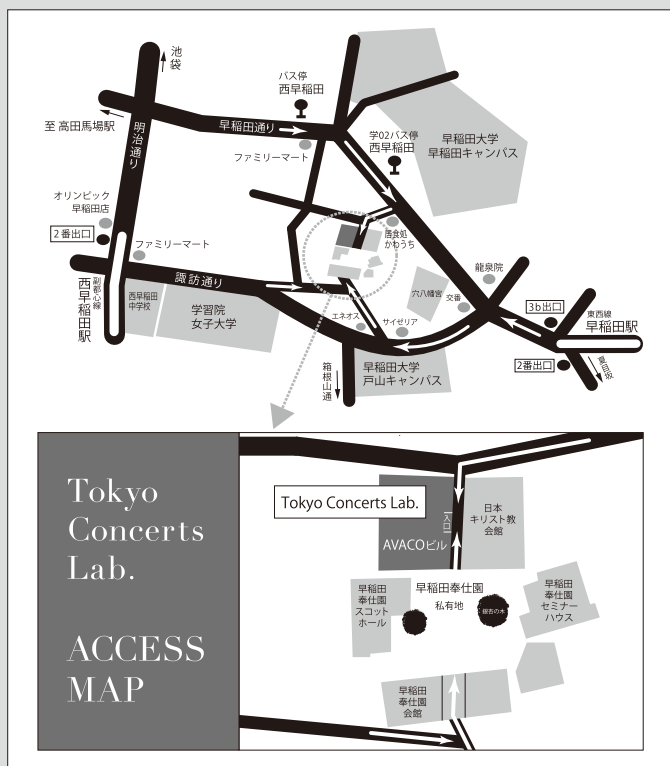 池
袋
バス停
西早稲田
至 高田馬場駅
明治通り
早稲田通り
学02バス停
西早稲田
早稲田大学
早稲田キャンパス
ファミリーマート
オリンピック
早稲田店
2番出口
ファミリーマート
居食処
かわうち
龍泉院
諏訪通り
副都心線
西早稲田駅
西早稲田
中学校
学習院
女子大学
穴八幡宮
交番
3b出口
東西線
早稲田駅
エネオス
サイゼリア
2番出口
夏目坂
箱根山通
早稲田大学
戸山キャンパス
Tokyo
Concerts
Lab.
ACCESS
MAP
Tokyo Concerts Lab.
入口
AVACOビル
日本
キリスト教
会館
早稲田奉仕園
私有地
早稲田
奉仕園
スコット
ホール
銀杏の木
早稲田
奉仕園
セミナー
ハウス
早稲田
奉仕園
会館